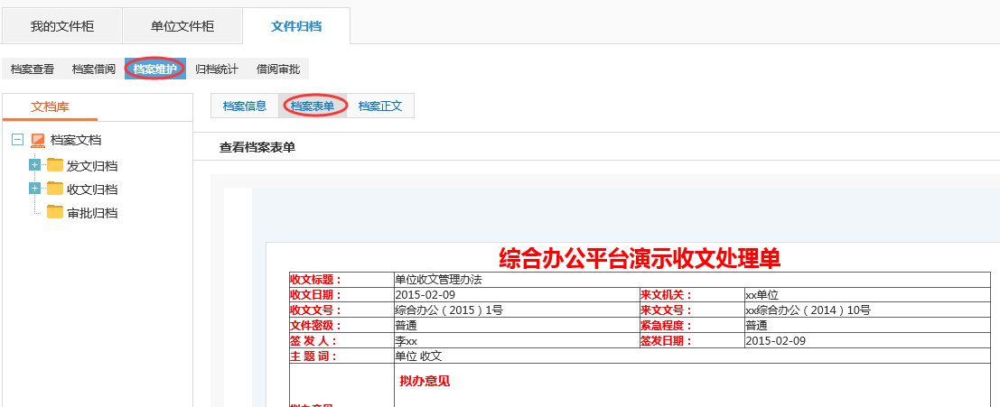 我的文件柜 单位文件柜 文件归档
档案查看 档案借阅 档案维护 归档统计 借阅审批
文档库 档案信息 档案表单 档案正文
档案文档
发文归档
收文归档
审批归档
查看档案表单
综合办公平台演示收文处理单
收文标题： 单位收文管理办法
收文日期： 2015-02-09 来文机关： xx单位
收文文号： 综合办公（2015）1号 来文文号： xx综合办公（2014）10号
文件密级： 普通 紧急程度： 普通
签 发 人： 李xx 签发日期： 2015-02-09
主 题 词： 单位 收文
拟办意见